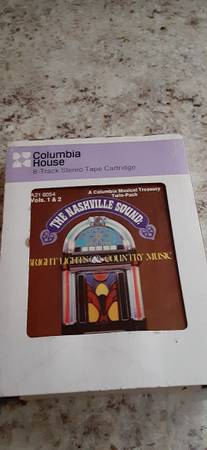 Columbia
House
8-Track Stereo Tape Cartridge
A21 6054
Vols. 1 & 2
A Columbia Musical Treasury
Twin-Pack
THE NASHVILLE SOUND:
BRIGHT LIGHTS & COUNTRY MUSIC